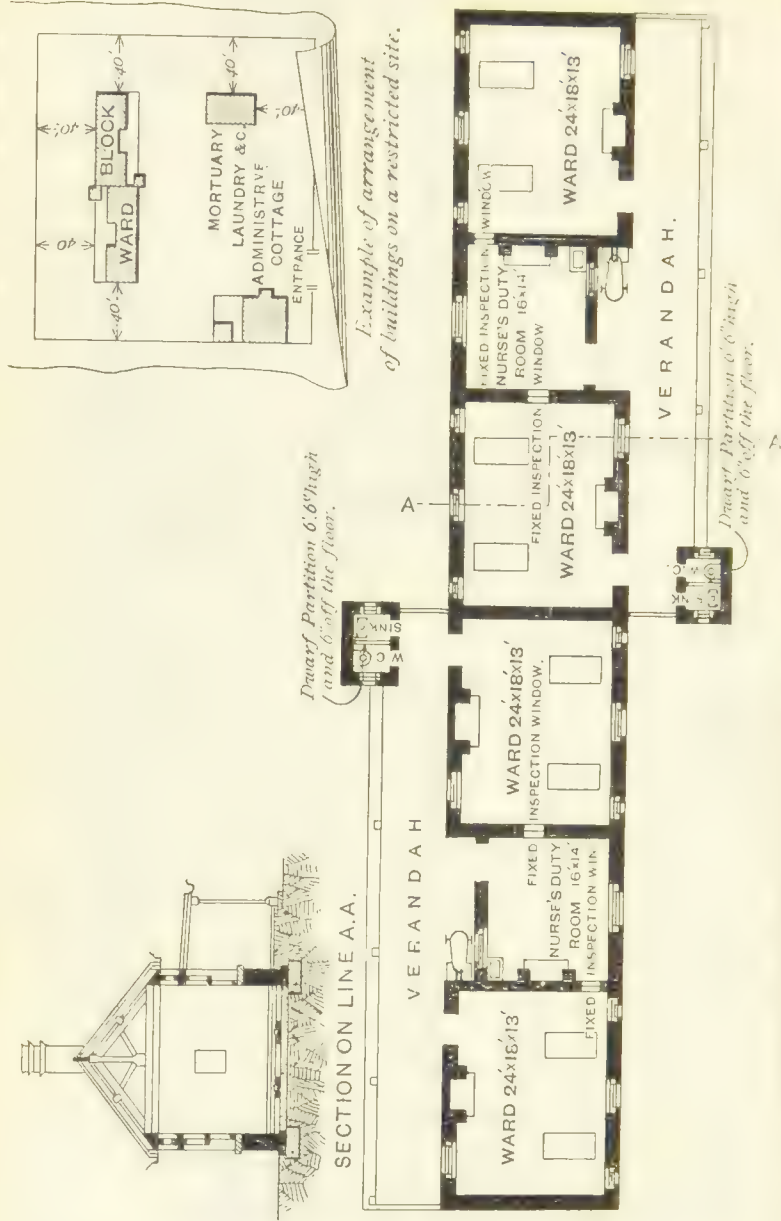 40'
40'
40'
40'
40'
40'
WARD
BLOCK
MORTUARY
LAUNDRY &C.
ADMINISTRVE
COTTAGE
ENTRANCE
Example of arrangement
of buildings on a restricted site.
SECTION ON LINE A.A.
Dwarf Partition 6'.6" high
and 6" off the floor.
W.C.
SINK
VERANDAH
WARD 24'x18'x13'
FIXED INSPECTION WIN
NURSE'S DUTY
ROOM 16'x14'
FIXED INSPECTION WINDOW.
WARD 24'x18'x13'
A
WARD 24'x18'x13'
FIXED INSPECTION
WINDOW
NURSE'S DUTY
ROOM 16'x14'
FIXED INSPECTION WINDOW
WARD 24'x18'x13'
VERANDAH.
A
Dwarf Partition 6'6" high
and 6" off the floor.